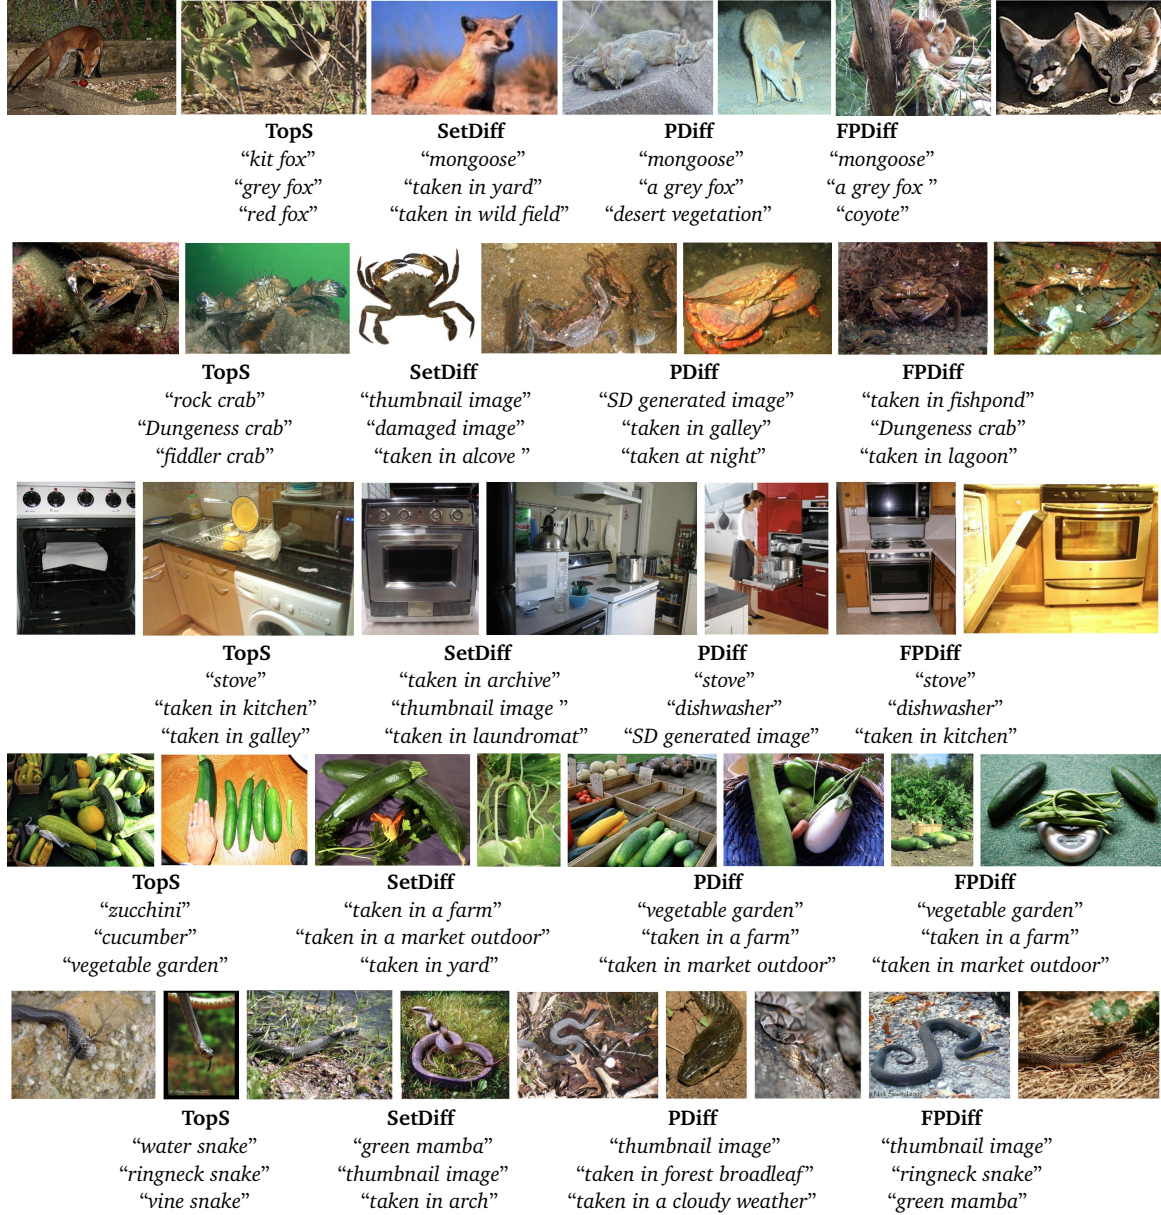 TopS SetDiff PDiff FPDiff
“kit fox” “mongoose” “mongoose” “mongoose”
“grey fox” “taken in yard” “a grey fox” “a grey fox ”
“red fox” “taken in wild field” “desert vegetation” “coyote”
TopS SetDiff PDiff FPDiff
“rock crab” “thumbnail image” “SD generated image” “taken in fishpond”
“Dungeness crab” “damaged image” “taken in galley” “Dungeness crab”
“fiddler crab” “taken in alcove ” “taken at night” “taken in lagoon”
TopS SetDiff PDiff FPDiff
“stove” “taken in archive” “stove” “stove”
“taken in kitchen” “thumbnail image ” “dishwasher” “dishwasher”
“taken in galley” “taken in laundromat” “SD generated image” “taken in kitchen”
TopS SetDiff PDiff FPDiff
“zucchini” “taken in a farm” “vegetable garden” “vegetable garden”
“cucumber” “taken in a market outdoor” “taken in a farm” “taken in a farm”
“vegetable garden” “taken in yard” “taken in market outdoor” “taken in market outdoor”
TopS SetDiff PDiff FPDiff
“water snake” “green mamba” “thumbnail image” “thumbnail image”
“ringneck snake” “thumbnail image” “taken in forest broadleaf” “ringneck snake”
“vine snake” “taken in arch” “taken in a cloudy weather” “green mamba”